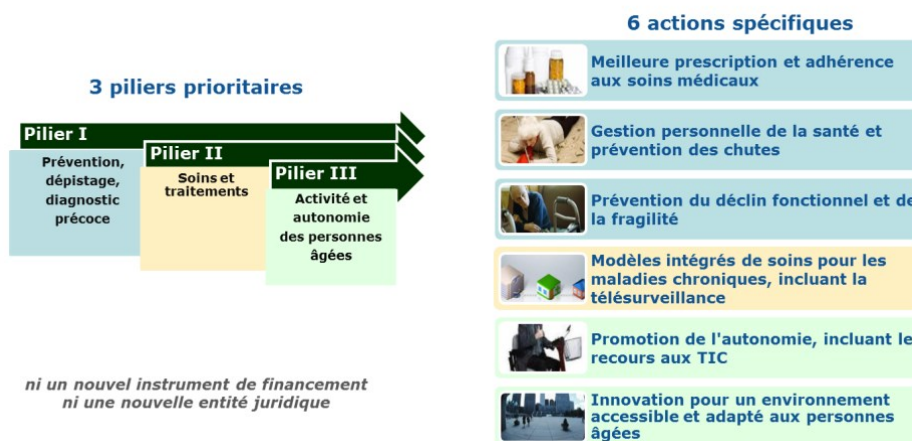 3 piliers prioritaires
Pilier I
Prévention,
dépistage,
diagnostic
précoce
Pilier II
Soins et
traitements
Pilier III
Activité et
autonomie
des personnes
âgées
ni un nouvel instrument de financement
ni une nouvelle entité juridique
6 actions spécifiques
Meilleure prescription et adhérence
aux soins médicaux
Gestion personnelle de la santé et
prévention des chutes
Prévention du déclin fonctionnel et de
la fragilité
Modèles intégrés de soins pour les
maladies chroniques, incluant la
télésurveillance
Promotion de l'autonomie, incluant le
recours aux TIC
Innovation pour un environnement
accessible et adapté aux personnes
âgées